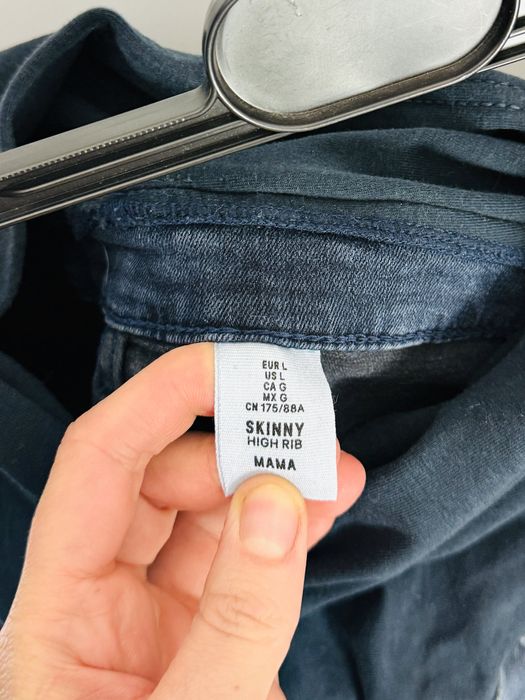 EUR L
US L
CA G
MX G
CN 175/88A
SKINNY
HIGH RIB
MAMA